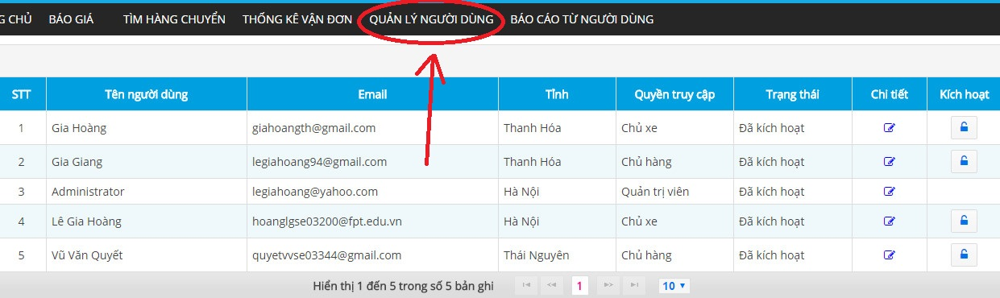 G CHỦ BÁO GIÁ TÌM HÀNG CHUYỂN THỐNG KÊ VẬN ĐƠN QUẢN LÝ NGƯỜI DÙNG BÁO CÁO TỪ NGƯỜI DÙNG
STT Tên người dùng Email Tỉnh Quyền truy cập Trạng thái Chi tiết Kích hoạt
1 Gia Hoàng giahoangth@gmail.com Thanh Hóa Chủ xe Đã kích hoạt
2 Gia Giang legiahoang94@gmail.com Thanh Hóa Chủ hàng Đã kích hoạt
3 Administrator legiahoang@yahoo.com Hà Nội Quản trị viên Đã kích hoạt
4 Lê Gia Hoàng hoanglgse03200@fpt.edu.vn Hà Nội Chủ xe Đã kích hoạt
5 Vũ Văn Quyết quyetvvse03344@gmail.com Thái Nguyên Chủ hàng Đã kích hoạt
Hiển thị 1 đến 5 trong số 5 bản ghi 1 10